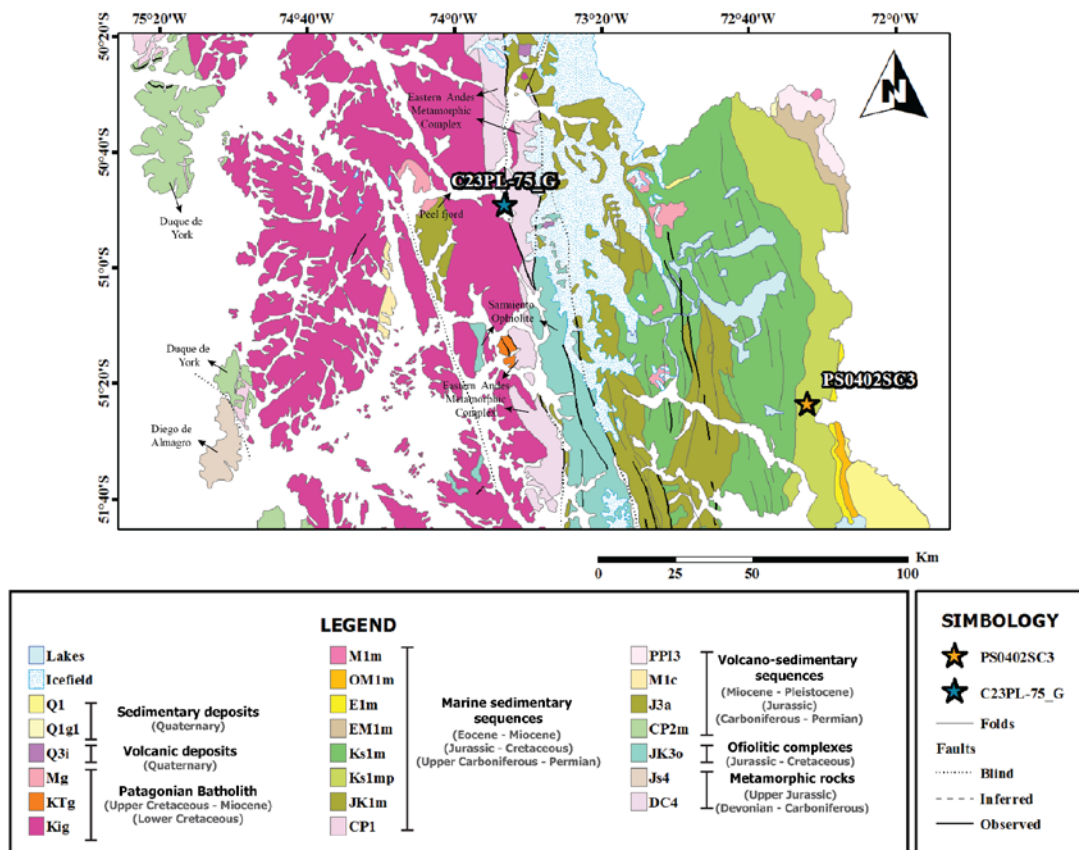 75°20'W 74°40'W 74°0'W 73°20'W 72°40'W 72°0'W
50°20'S
50°40'S
51°0'S
51°20'S
51°40'S
N
Eastern Andes
Metamorphic
Complex
C23PL-75_G
Peel fjord
Duque de
York
Sarmiento
Ophiolite
Duque de
York
Eastern Andes
Metamorphic
Complex
PS0402SC3
Diego de
Almagro
Km
0 25 50 100
LEGEND
Lakes
Icefield
Q1
Q1g1
Q3i
Mg
KTg
Kig
Sedimentary deposits
(Quaternary)
Volcanic deposits
(Quaternary)
Patagonian Batholith
(Upper Cretaceous - Miocene)
(Lower Cretaceous)
M1m
OM1m
E1m
EM1m
Ks1m
Ks1mp
JK1m
CP1
Marine sedimentary
sequences
(Eocene - Miocene)
(Jurassic - Cretaceous)
(Upper Carboniferous - Permian)
PPI3
M1c
J3a
CP2m
JK3o
Js4
DC4
Volcano-sedimentary
sequences
(Miocene - Pleistocene)
(Jurassic)
(Carboniferous - Permian)
Ofiolitic complexes
(Jurassic - Cretaceous)
Metamorphic rocks
(Upper Jurassic)
(Devonian - Carboniferous)
SIMBOLOGY
PS0402SC3
C23PL-75_G
Folds
Faults
Blind
Inferred
Observed